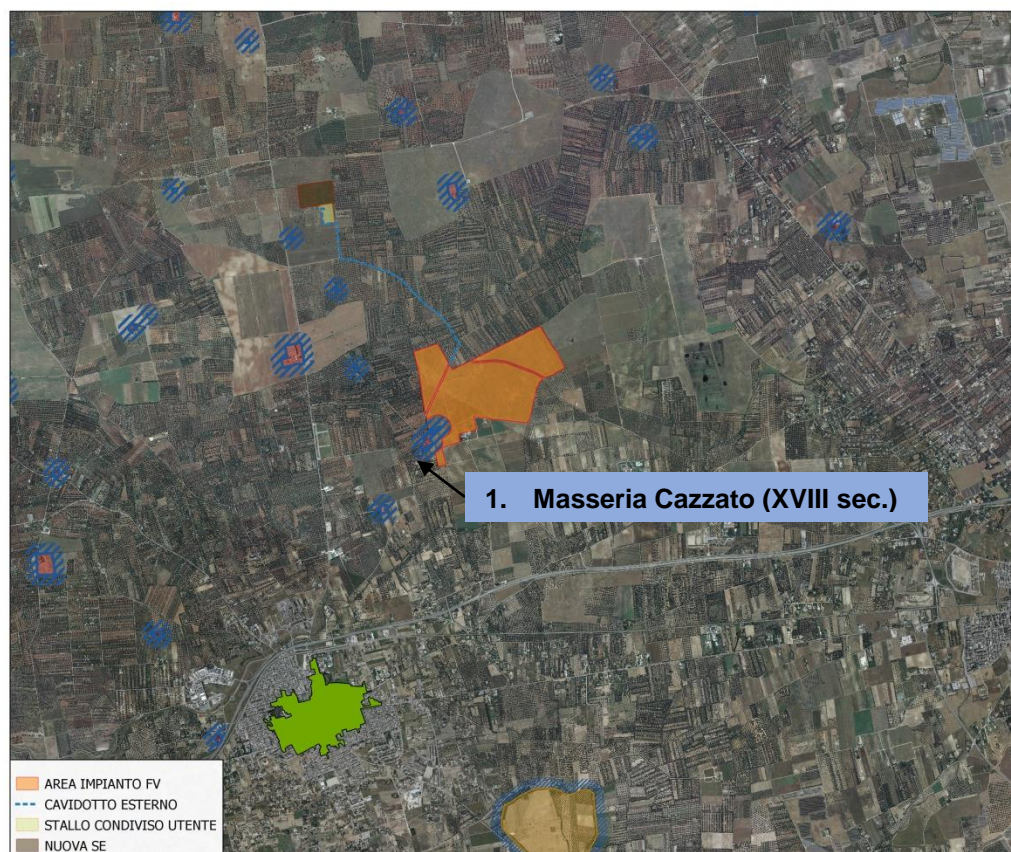 1. Masseria Cazzato (XVIII sec.)
AREA IMPIANTO FV
CAVIDOTTO ESTERNO
STALLO CONDIVISO UTENTE
NUOVA SE